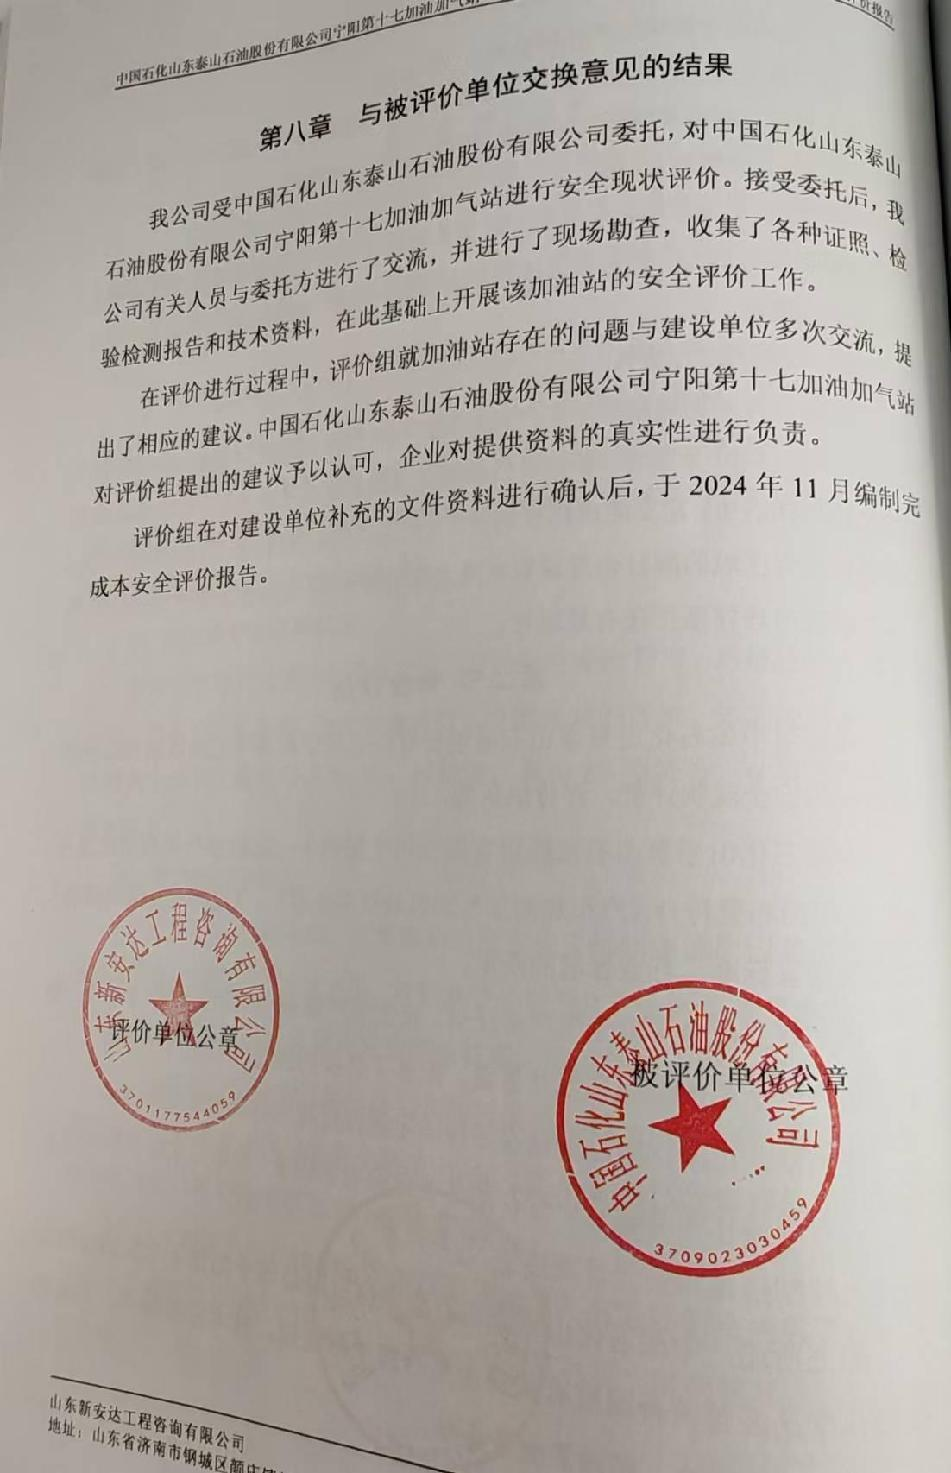 中国石化山东泰山石油股份有限公司宁阳第十七加油加气站
价报告
第八章 与被评价单位交换意见的结果
我公司受中国石化山东泰山石油股份有限公司委托，对中国石化山东泰山
石油股份有限公司宁阳第十七加油加气站进行安全现状评价。接受委托后，我
公司有关人员与委托方进行了交流，并进行了现场勘查，收集了各种证照、检
验检测报告和技术资料，在此基础上开展该加油站的安全评价工作。
在评价进行过程中，评价组就加油站存在的问题与建设单位多次交流，提
出了相应的建议。中国石化山东泰山石油股份有限公司宁阳第十七加油加气站
对评价组提出的建议予以认可，企业对提供资料的真实性进行负责。
评价组在对建设单位补充的文件资料进行确认后，于 2024 年 11 月编制完
成本安全评价报告。
山东新安达工程咨询有限公司
评价单位公章
3701177544059
中国石化山东泰山石油股份有限公司
被评价单位公章
3709023030459
山东新安达工程咨询有限公司
地址：山东省济南市钢城区颜庄镇